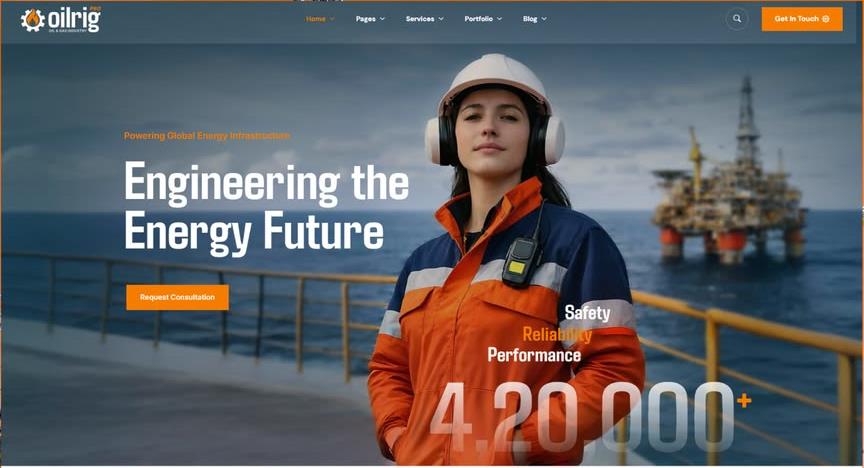 oilrig PRO
OIL & GAS INDUSTRY
Home Pages Services Portfolio Blog
Get In Touch
Powering Global Energy Infrastructure
Engineering the
Energy Future
Request Consultation
Safety
Reliability
Performance
4,20,000+